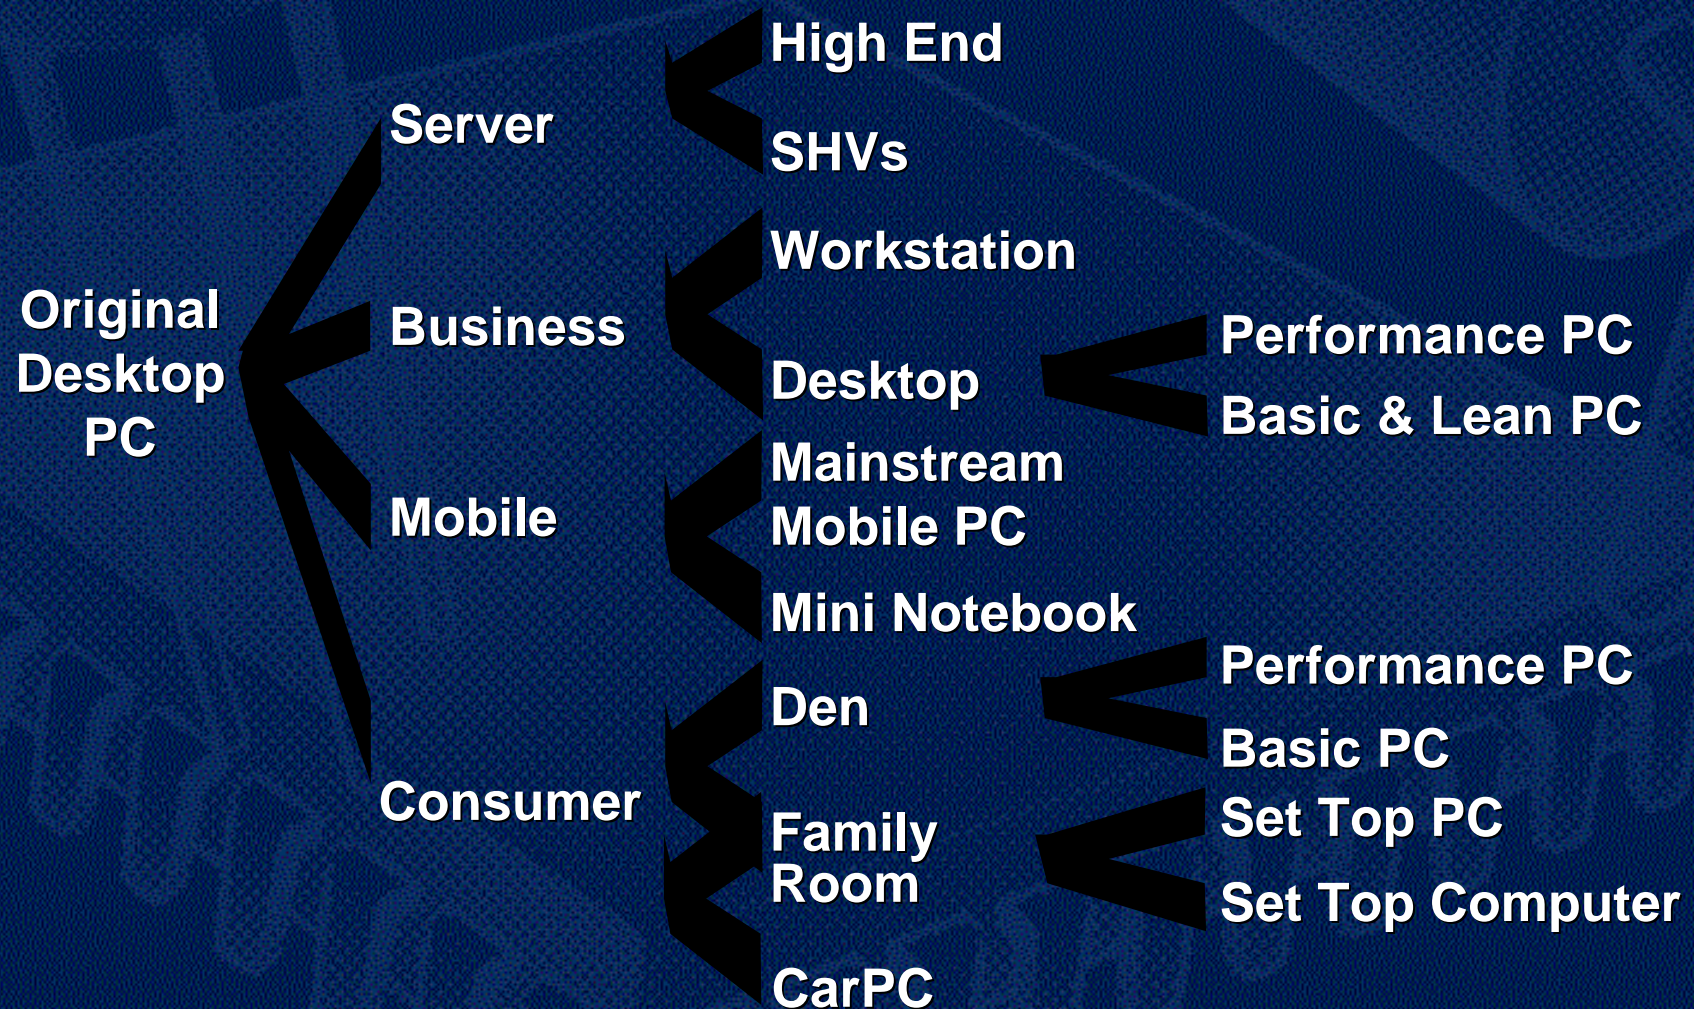 Original
Desktop
PC
Server
Business
Mobile
Consumer
High End
SHVs
Workstation
Desktop
Mainstream
Mobile PC
Mini Notebook
Den
Family
Room
CarPC
Performance PC
Basic & Lean PC
Performance PC
Basic PC
Set Top PC
Set Top Computer